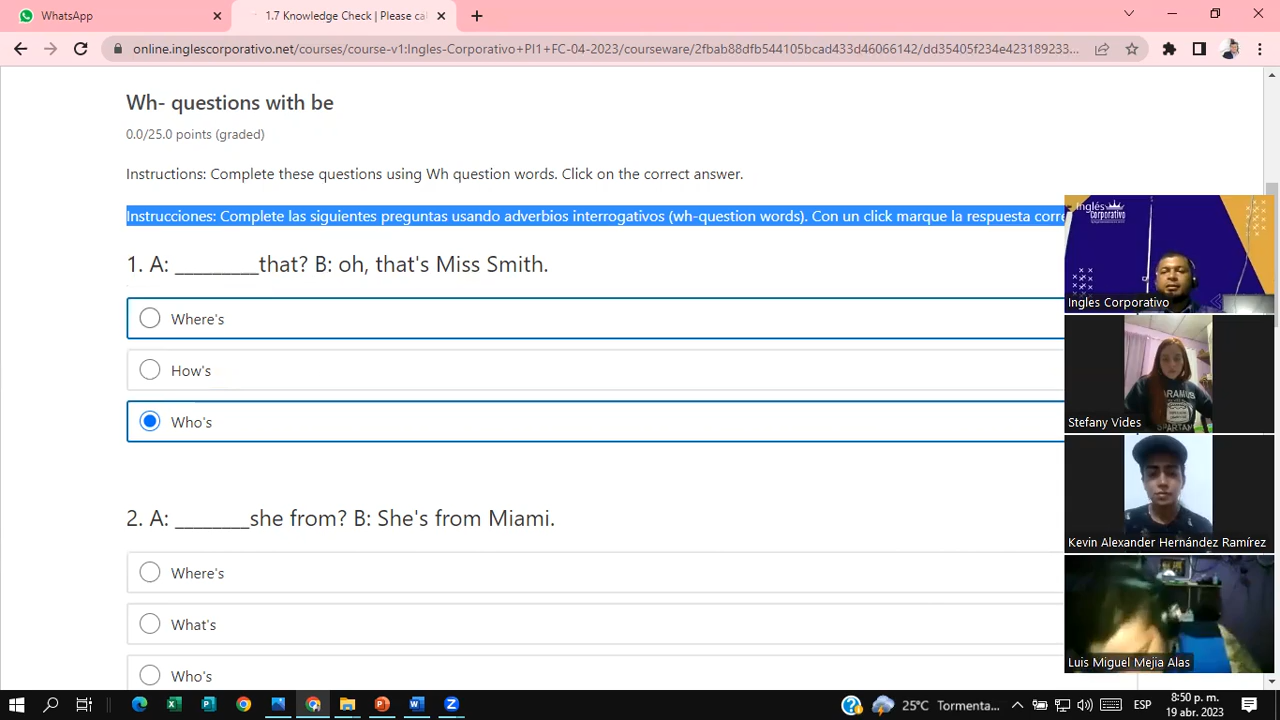 WhatsApp
1.7 Knowledge Check | Please ca
online.inglescorporativo.net/courses/course-v1:Ingles-Corporativo+PI1+FC-04-2023/courseware/2fbab88dfb544105bcad433d46066142/dd35405f234e423189233...
Wh- questions with be
0.0/25.0 points (graded)
Instructions: Complete these questions using Wh question words. Click on the correct answer.
Instrucciones: Complete las siguientes preguntas usando adverbios interrogativos (wh-question words). Con un click marque la respuesta corre
1. A: _________that? B: oh, that's Miss Smith.
Where's
How's
Who's
2. A: ________she from? B: She's from Miami.
Where's
What's
Who's
Inglés
Corporativo
Ingles Corporativo
Stefany Vides
Kevin Alexander Hernández Ramírez
Luis Miguel Mejia Alas
25°C Tormenta...
ESP
8:50 p. m.
19 abr. 2023